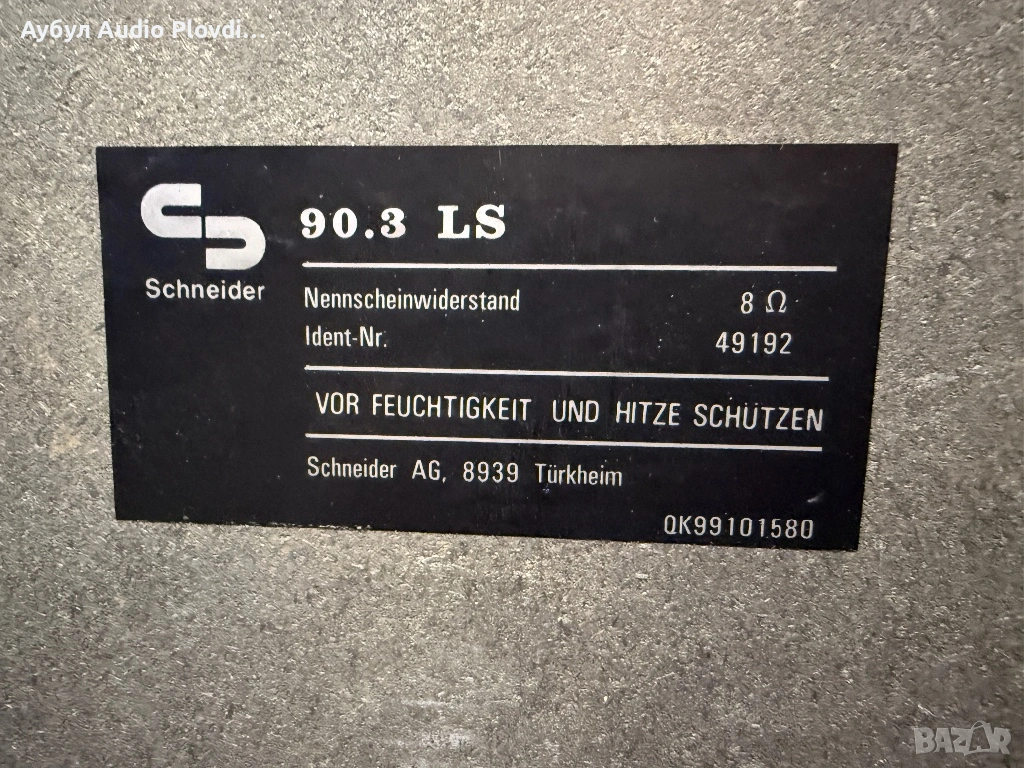 Аубул Audio Plovdi...
90.3 LS
Schneider
Nennscheinwiderstand 8 Ω
Ident-Nr. 49192
VOR FEUCHTIGKEIT UND HITZE SCHÜTZEN
Schneider AG, 8939 Türkheim
QK99101580
BAZAR